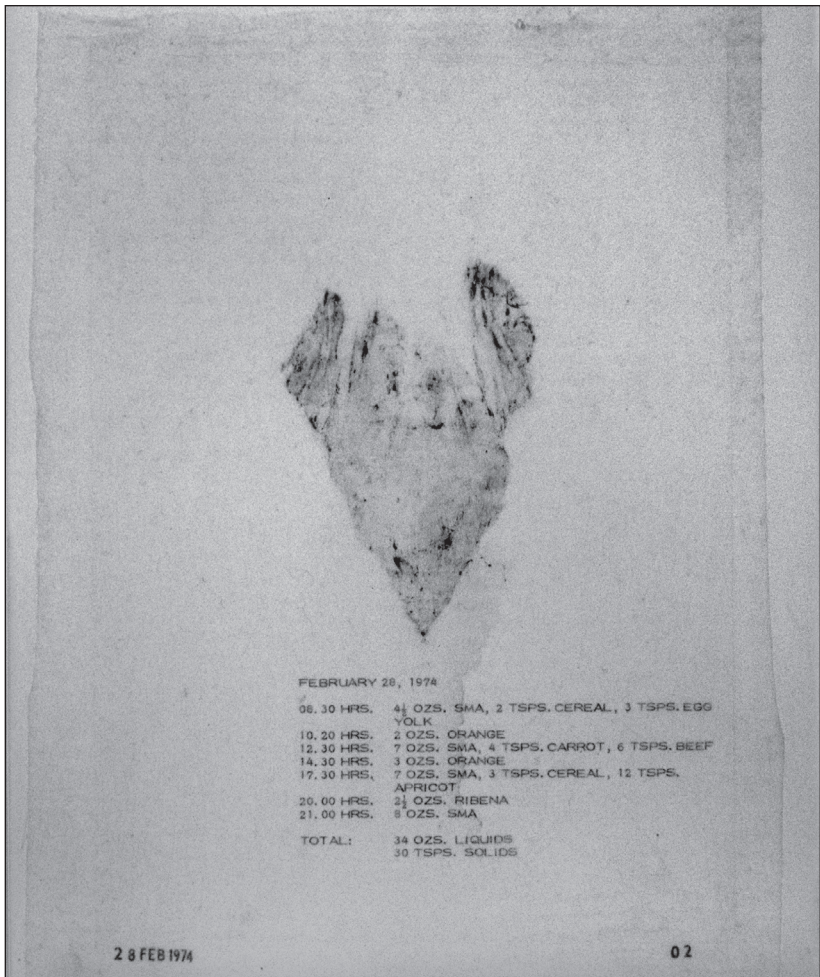 FEBRUARY 28, 1974
08.30 HRS. 4½ OZS. SMA, 2 TSPS. CEREAL, 3 TSPS. EGG
YOLK
10.20 HRS. 2 OZS. ORANGE
12.30 HRS. 7 OZS. SMA, 4 TSPS. CARROT, 6 TSPS. BEEF
14.30 HRS. 3 OZS. ORANGE
17.30 HRS. 7 OZS. SMA, 3 TSPS. CEREAL, 12 TSPS.
APRICOT
20.00 HRS. 2½ OZS. RIBENA
21.00 HRS. 8 OZS. SMA
TOTAL: 34 OZS. LIQUIDS
30 TSPS. SOLIDS
28 FEB 1974 02